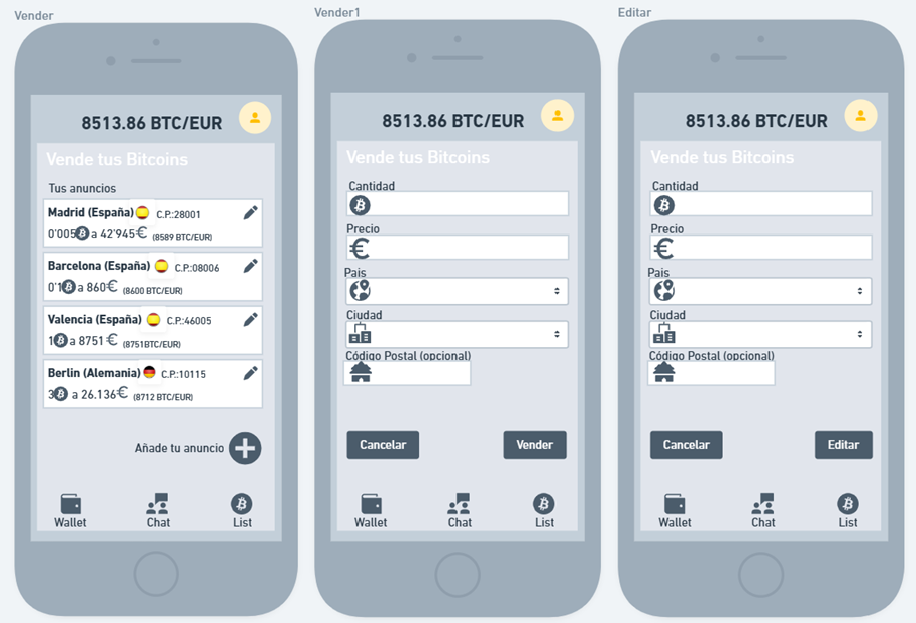 Vender
8513.86 BTC/EUR
Vende tus Bitcoins
Tus anuncios
Madrid (España) C.P.:28001
0'005 a 42'945€ (8589 BTC/EUR)
Barcelona (España) C.P.:08006
0'1 a 860€ (8600 BTC/EUR)
Valencia (España) C.P.:46005
1 a 8751€ (8751BTC/EUR)
Berlin (Alemania) C.P.:10115
3 a 26.136€ (8712 BTC/EUR)
Añade tu anuncio
Wallet Chat List
Vender1
8513.86 BTC/EUR
Vende tus Bitcoins
Cantidad
Precio
€
Pais
Ciudad
Código Postal (opcional)
Cancelar Vender
Wallet Chat List
Editar
8513.86 BTC/EUR
Vende tus Bitcoins
Cantidad
Precio
€
Pais
Ciudad
Código Postal (opcional)
Cancelar Editar
Wallet Chat List